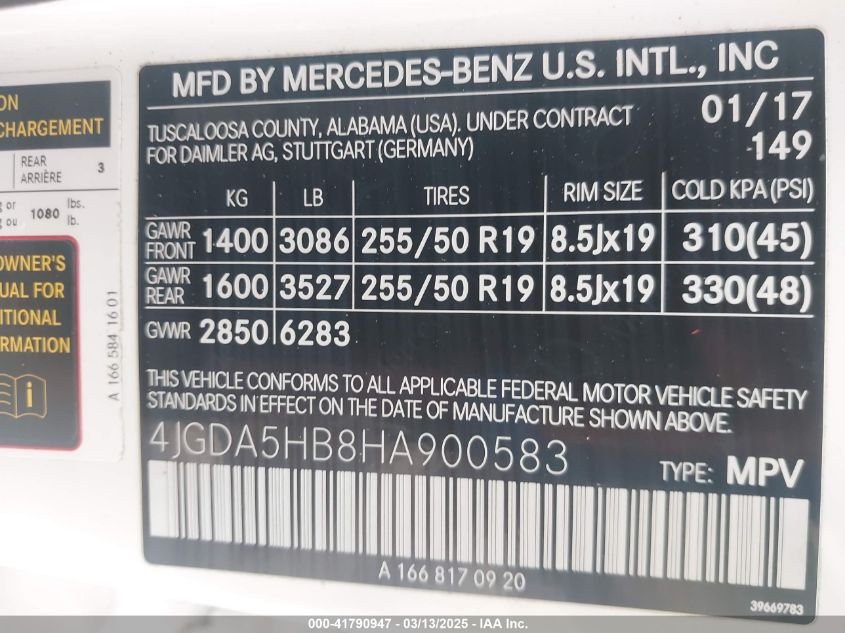 ON
CHARGEMENT
REAR
ARRIÈRE 3
g or 1080 lbs.
g ou lb.
OWNER'S
UAL FOR
ITIONAL
ORMATION
i
A 166 584 16 01
MFD BY MERCEDES-BENZ U.S. INTL., INC
TUSCALOOSA COUNTY, ALABAMA (USA). UNDER CONTRACT 01/17
FOR DAIMLER AG, STUTTGART (GERMANY) 149
KG LB TIRES RIM SIZE COLD KPA (PSI)
GAWR FRONT 1400 3086 255/50 R19 8.5Jx19 310(45)
GAWR REAR 1600 3527 255/50 R19 8.5Jx19 330(48)
GVWR 2850 6283
THIS VEHICLE CONFORMS TO ALL APPLICABLE FEDERAL MOTOR VEHICLE SAFETY
STANDARDS IN EFFECT ON THE DATE OF MANUFACTURE SHOWN ABOVE.
4JGDA5HB8HA900583
TYPE: MPV
A 166 817 09 20
39669783
000-41790947 - 03/13/2025 - IAAI Inc.